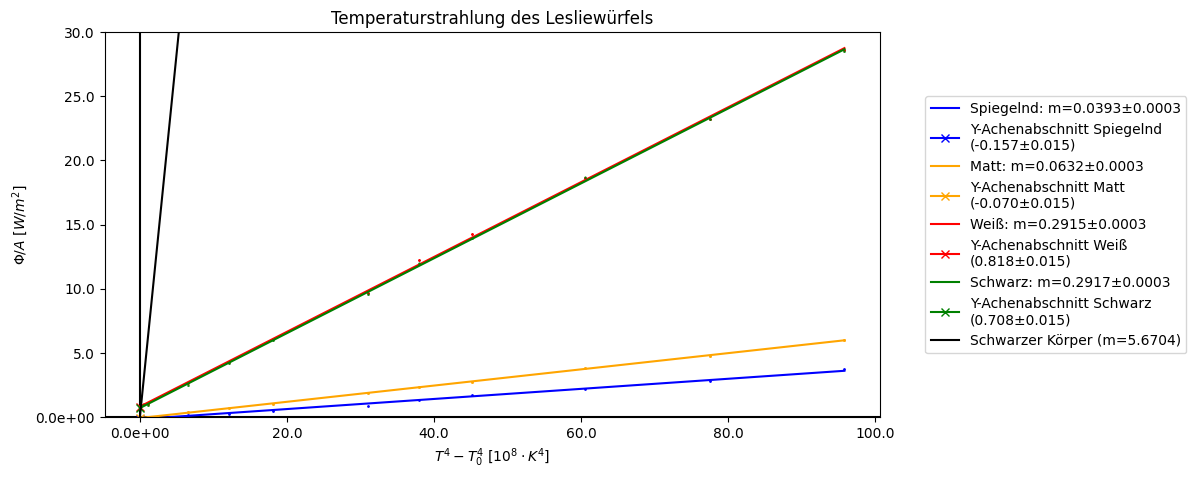 Temperaturstrahlung des Lesliewürfels
30.0
25.0
20.0
15.0
10.0
5.0
0.0e+00
Φ/A [W/m²]
0.0e+00 20.0 40.0 60.0 80.0 100.0
T⁴ − T₀⁴ [10⁸ · K⁴]
Spiegelnd: m=0.0393±0.0003
Y-Achenabschnitt Spiegelnd
(-0.157±0.015)
Matt: m=0.0632±0.0003
Y-Achenabschnitt Matt
(-0.070±0.015)
Weiß: m=0.2915±0.0003
Y-Achenabschnitt Weiß
(0.818±0.015)
Schwarz: m=0.2917±0.0003
Y-Achenabschnitt Schwarz
(0.708±0.015)
Schwarzer Körper (m=5.6704)